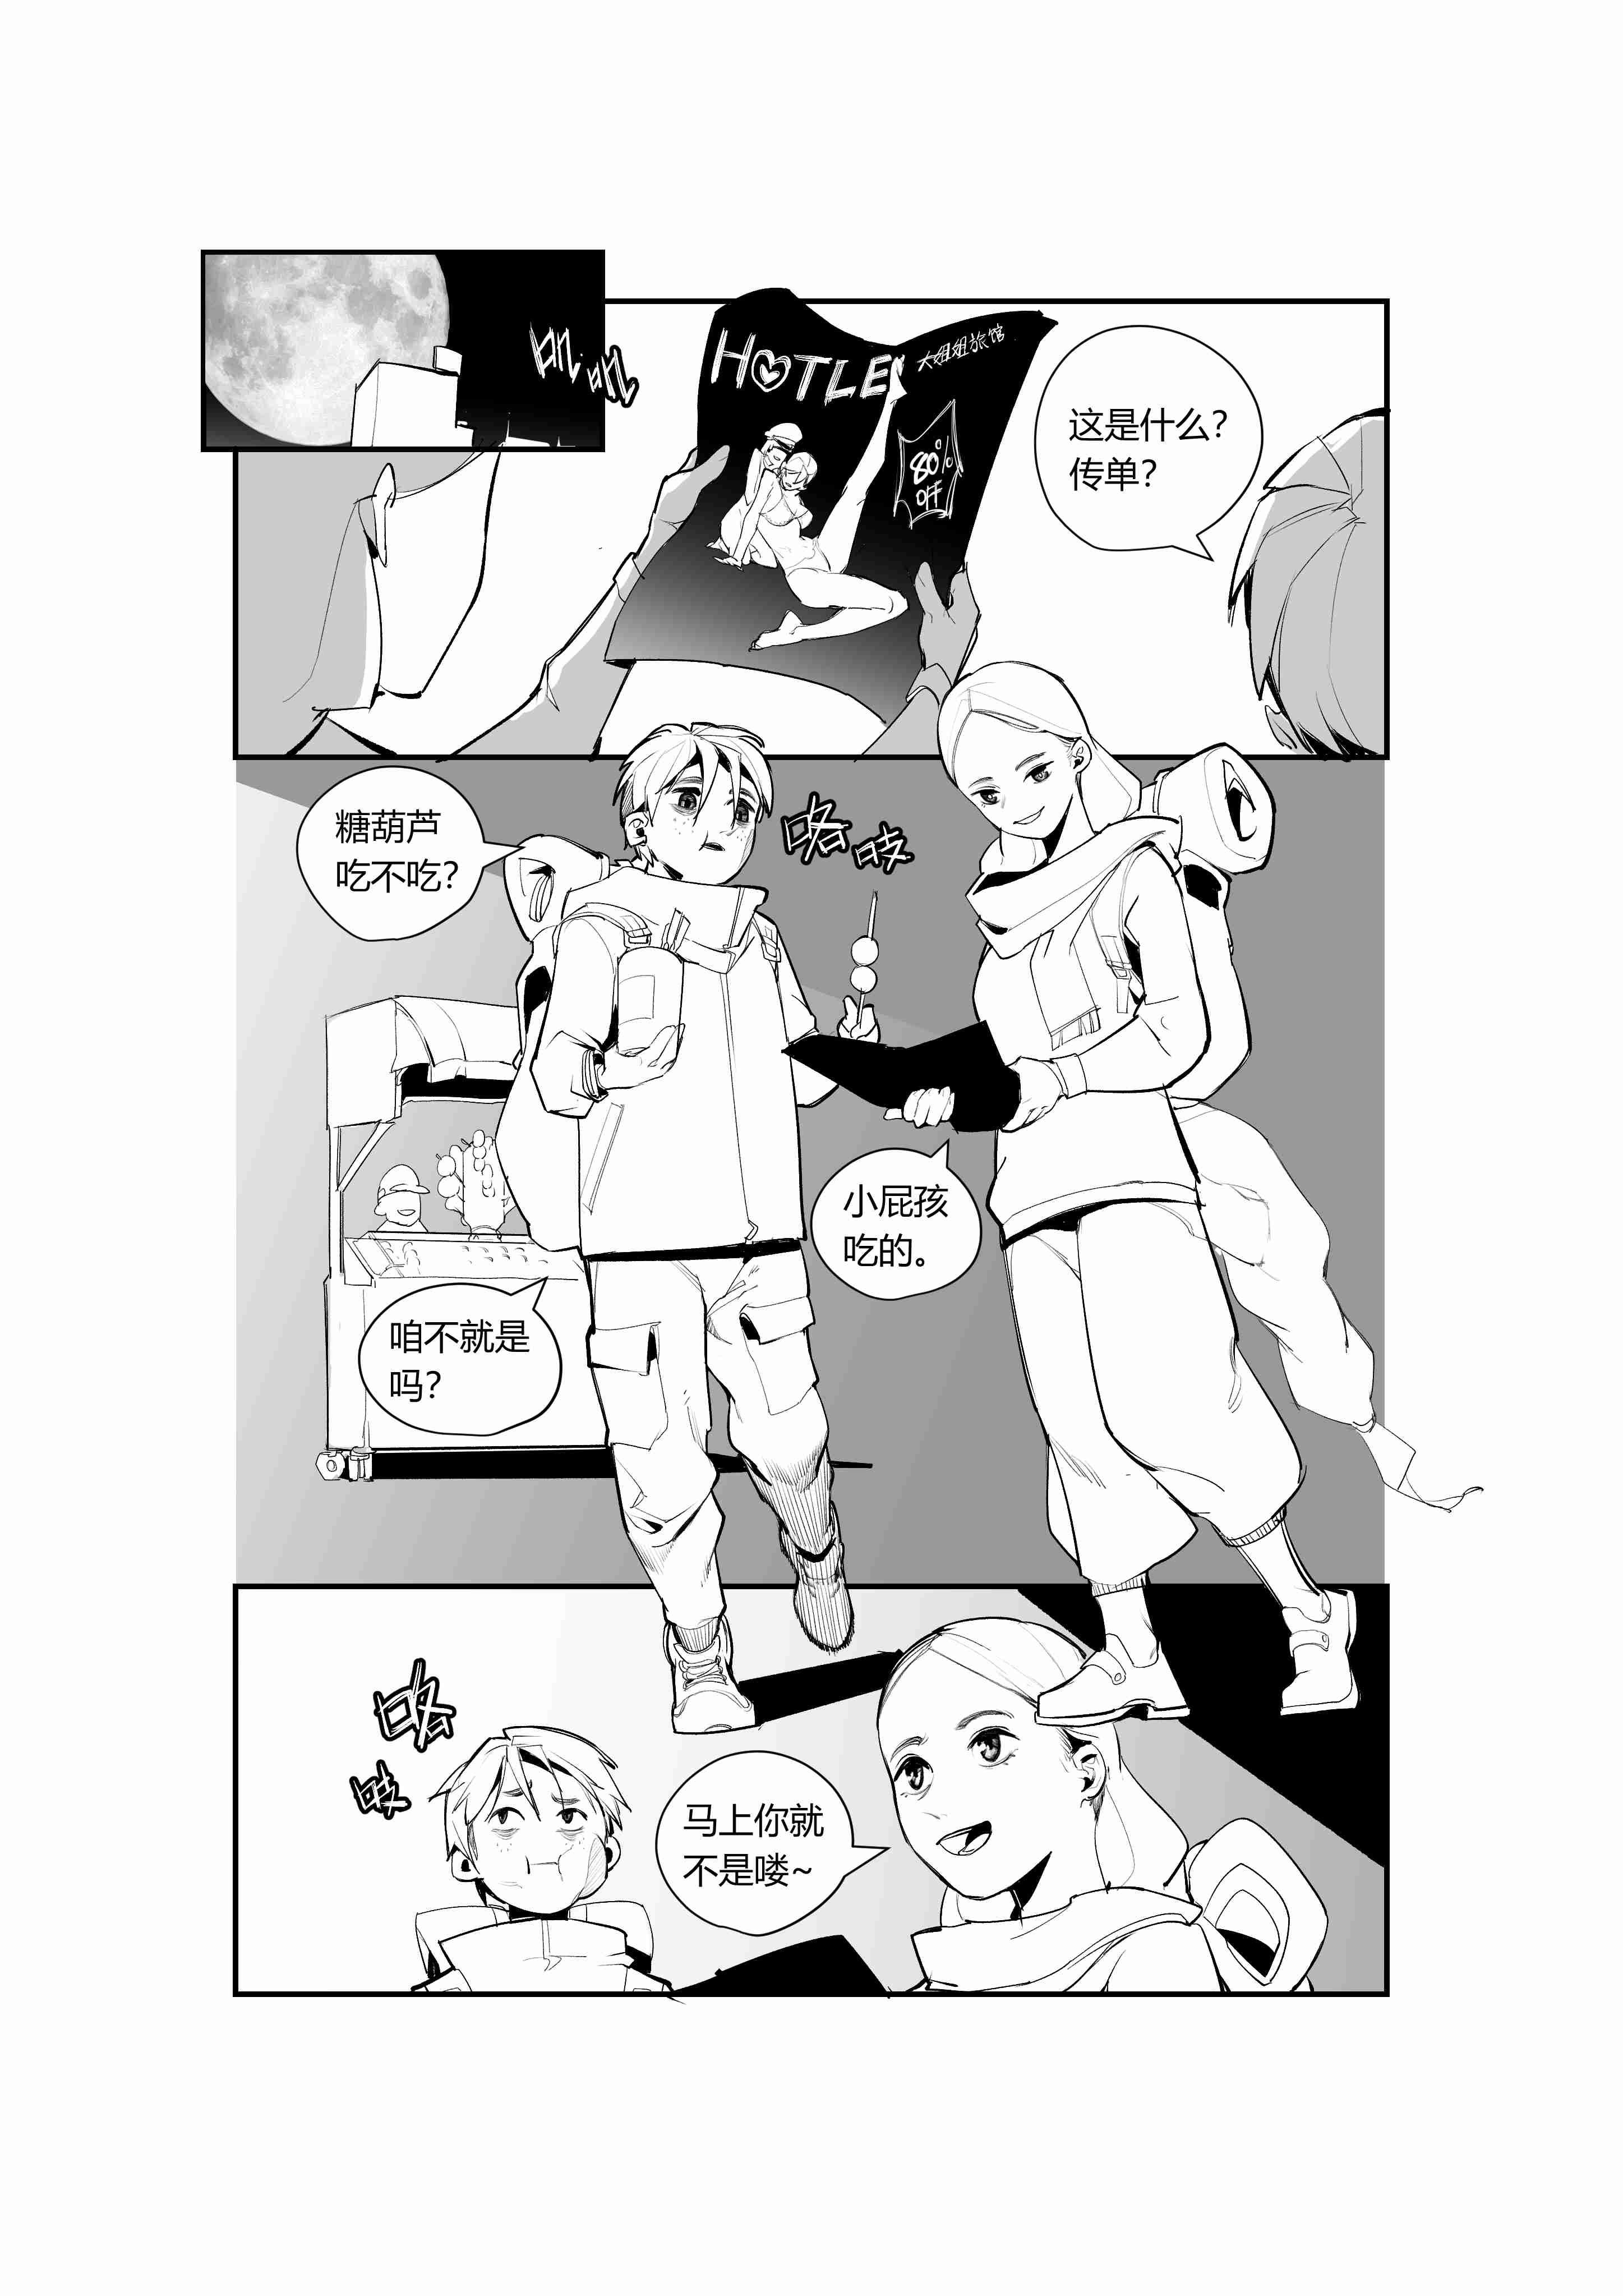 叽叽
HOTLE
大姐姐旅馆
80%
OFF
这是什么？
传单？
糖葫芦
吃不吃？
咯吱
小屁孩
吃的。
咱不就是
吗？
咯
吱
马上你就
不是喽~